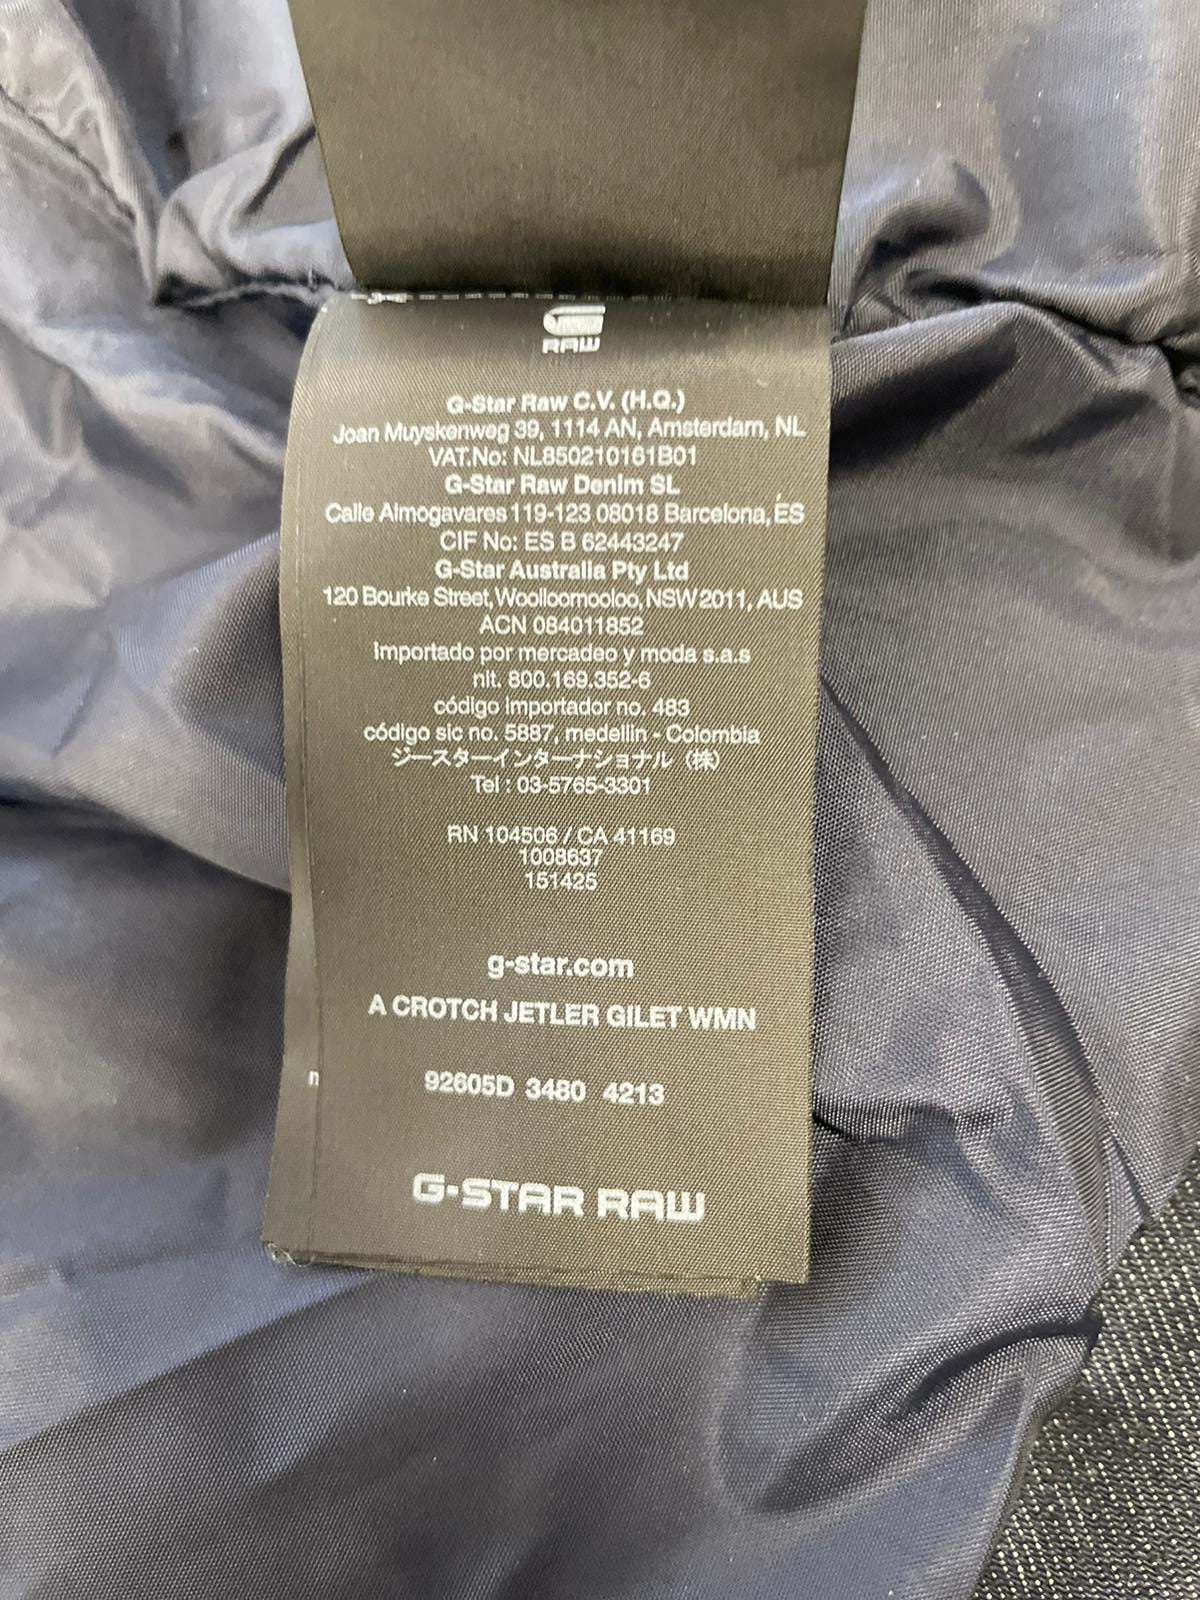 RAW
G-Star Raw C.V. (H.Q.)
Joan Muyskenweg 39, 1114 AN, Amsterdam, NL
VAT.No: NL850210161B01
G-Star Raw Denim SL
Calle Almogavares 119-123 08018 Barcelona, ES
CIF No: ES B 62443247
G-Star Australia Pty Ltd
120 Bourke Street, Woolloomooloo, NSW 2011, AUS
ACN 084011852
Importado por mercadeo y moda s.a.s
nit. 800.169.352-6
código importador no. 483
código sic no. 5887, medellin - Colombia
ジースターインターナショナル（株）
Tel : 03-5765-3301
RN 104506 / CA 41169
1008637
151425
g-star.com
A CROTCH JETLER GILET WMN
92605D 3480 4213
G-STAR RAW